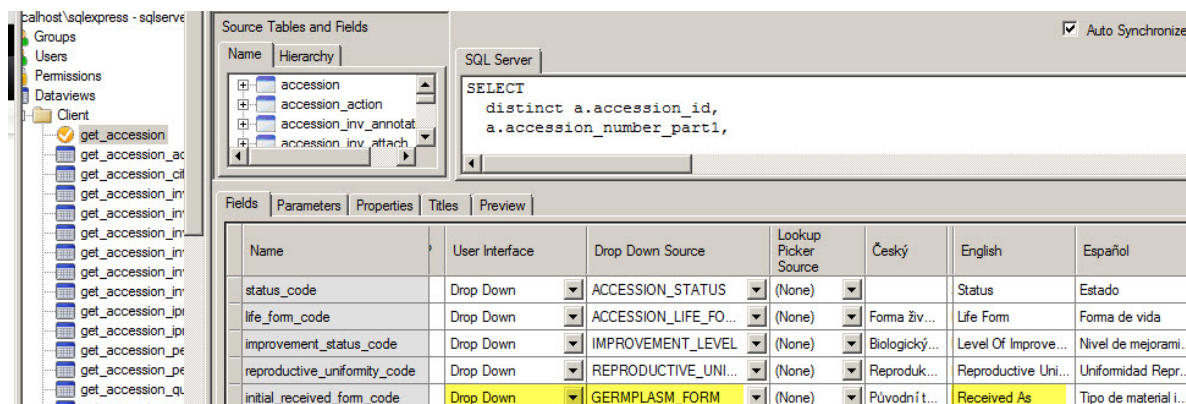 calhost\sqlexpress - sqlserve
Groups
Users
Permissions
Dataviews
Client
get_accession
get_accession_ac
get_accession_cit
get_accession_in
get_accession_in
get_accession_in
get_accession_in
get_accession_in
get_accession_in
get_accession_ipr
get_accession_ipr
get_accession_pe
get_accession_pe
get_accession_qu
Source Tables and Fields
Auto Synchronize
Name Hierarchy
accession
accession_action
accession_inv_annotat
accession_inv_attach
SQL Server
SELECT
distinct a.accession_id,
a.accession_number_part1,
Fields Parameters Properties Titles Preview
Name User Interface Drop Down Source Lookup Picker Source Český English Español
status_code Drop Down ACCESSION_STATUS (None) Status Estado
life_form_code Drop Down ACCESSION_LIFE_FO... (None) Forma živ... Life Form Forma de vida
improvement_status_code Drop Down IMPROVEMENT_LEVEL (None) Biologický... Level Of Improve... Nivel de mejorami...
reproductive_uniformity_code Drop Down REPRODUCTIVE_UNI... (None) Reproduk... Reproductive Uni... Uniformidad Repr...
initial_received_form_code Drop Down GERMPLASM_FORM (None) Původní t... Received As Tipo de material i...